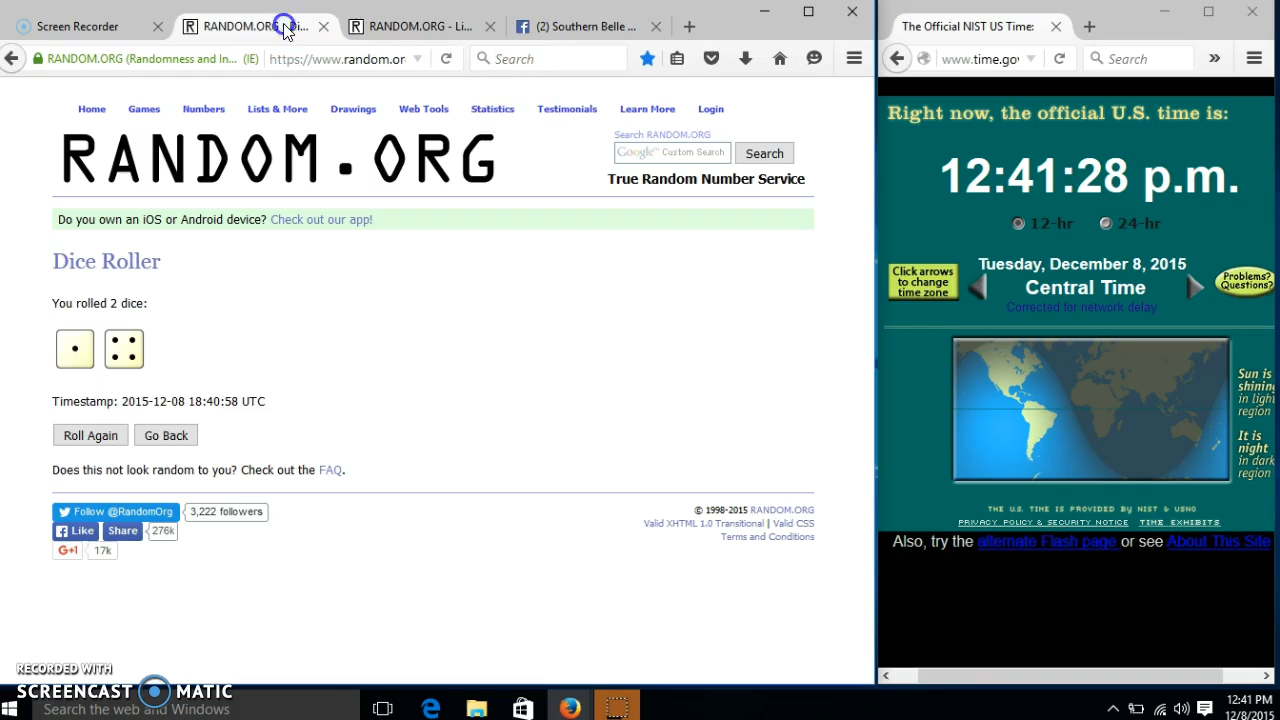 Screen Recorder
RANDOM.ORG - Di...
RANDOM.ORG - Li...
(2) Southern Belle ...
RANDOM.ORG (Randomness and In... (IE)
https://www.random.or
Search
Home Games Numbers Lists & More Drawings Web Tools Statistics Testimonials Learn More Login
RANDOM.ORG
Search RANDOM.ORG
Google™ Custom Search
Search
True Random Number Service
Do you own an iOS or Android device? Check out our app!
Dice Roller
You rolled 2 dice:
Timestamp: 2015-12-08 18:40:58 UTC
Roll Again Go Back
Does this not look random to you? Check out the FAQ.
Follow @RandomOrg 3,222 followers
Like Share 276k
G+1 17k
© 1998-2015 RANDOM.ORG
Valid XHTML 1.0 Transitional | Valid CSS
Terms and Conditions
RECORDED WITH
SCREENCAST MATIC
Search the web and Windows
The Official NIST US Time:
www.time.gov
Search
Right now, the official U.S. time is:
12:41:28 p.m.
12-hr 24-hr
Click arrows
to change
time zone
Tuesday, December 8, 2015
Central Time
Corrected for network delay
Problems?
Questions?
Sun is
shining
in light
region
It is
night
in dark
region
THE U.S. TIME IS PROVIDED BY NIST & USNO
PRIVACY POLICY & SECURITY NOTICE TIME EXHIBITS
Also, try the alternate Flash page or see About This Site
12:41 PM
12/8/2015